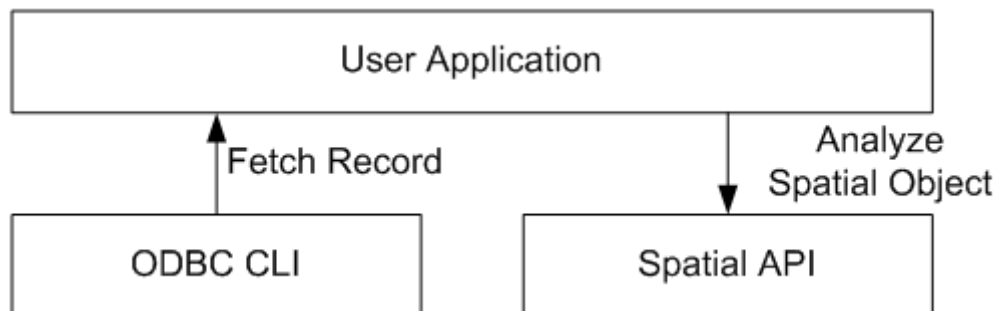 User Application
Fetch Record
Analyze
Spatial Object
ODBC CLI
Spatial API